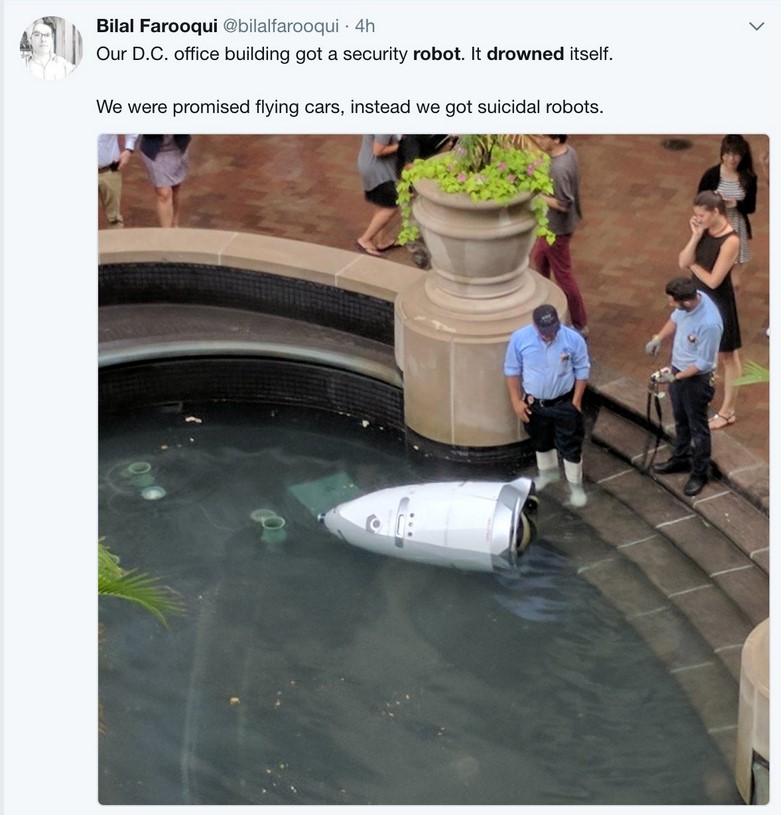 Bilal Farooqui @bilalfarooqui · 4h
Our D.C. office building got a security robot. It drowned itself.
We were promised flying cars, instead we got suicidal robots.